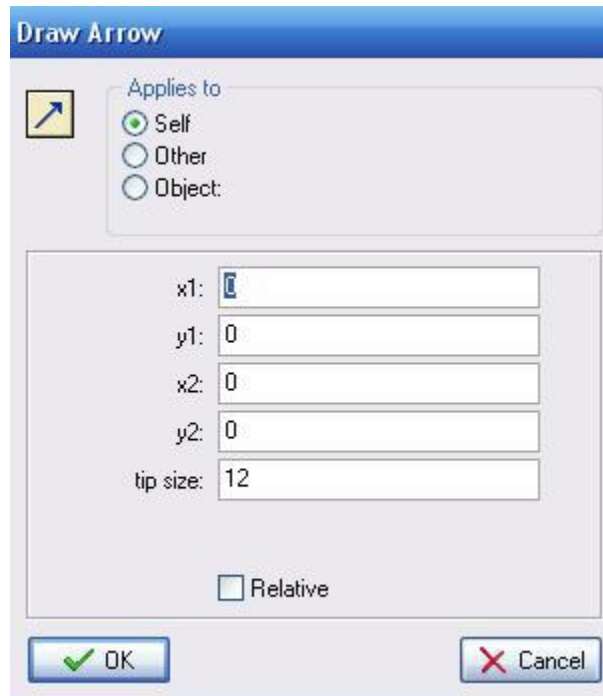 Draw Arrow
Applies to
Self
Other
Object:
x1: 0
y1: 0
x2: 0
y2: 0
tip size: 12
Relative
OK
Cancel